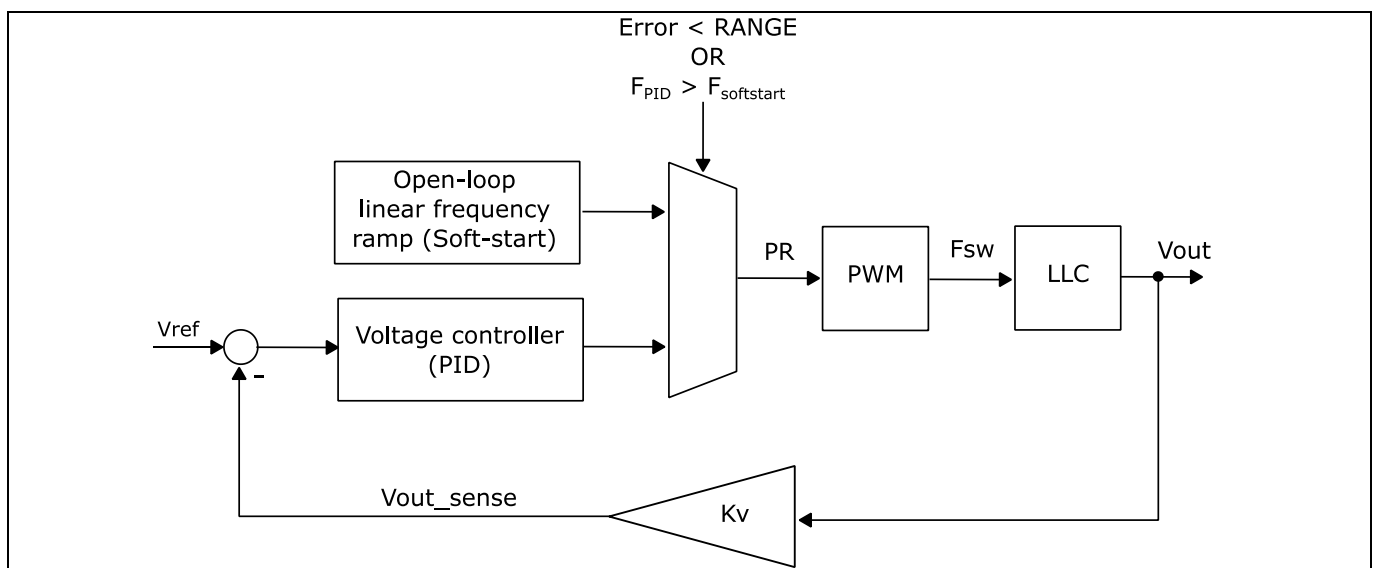 Error < RANGE
OR
F_PID > F_softstart
Open-loop
linear frequency
ramp (Soft-start)
PR
PWM
Fsw
LLC
Vout
Vref
-
Voltage controller
(PID)
Vout_sense
Kv